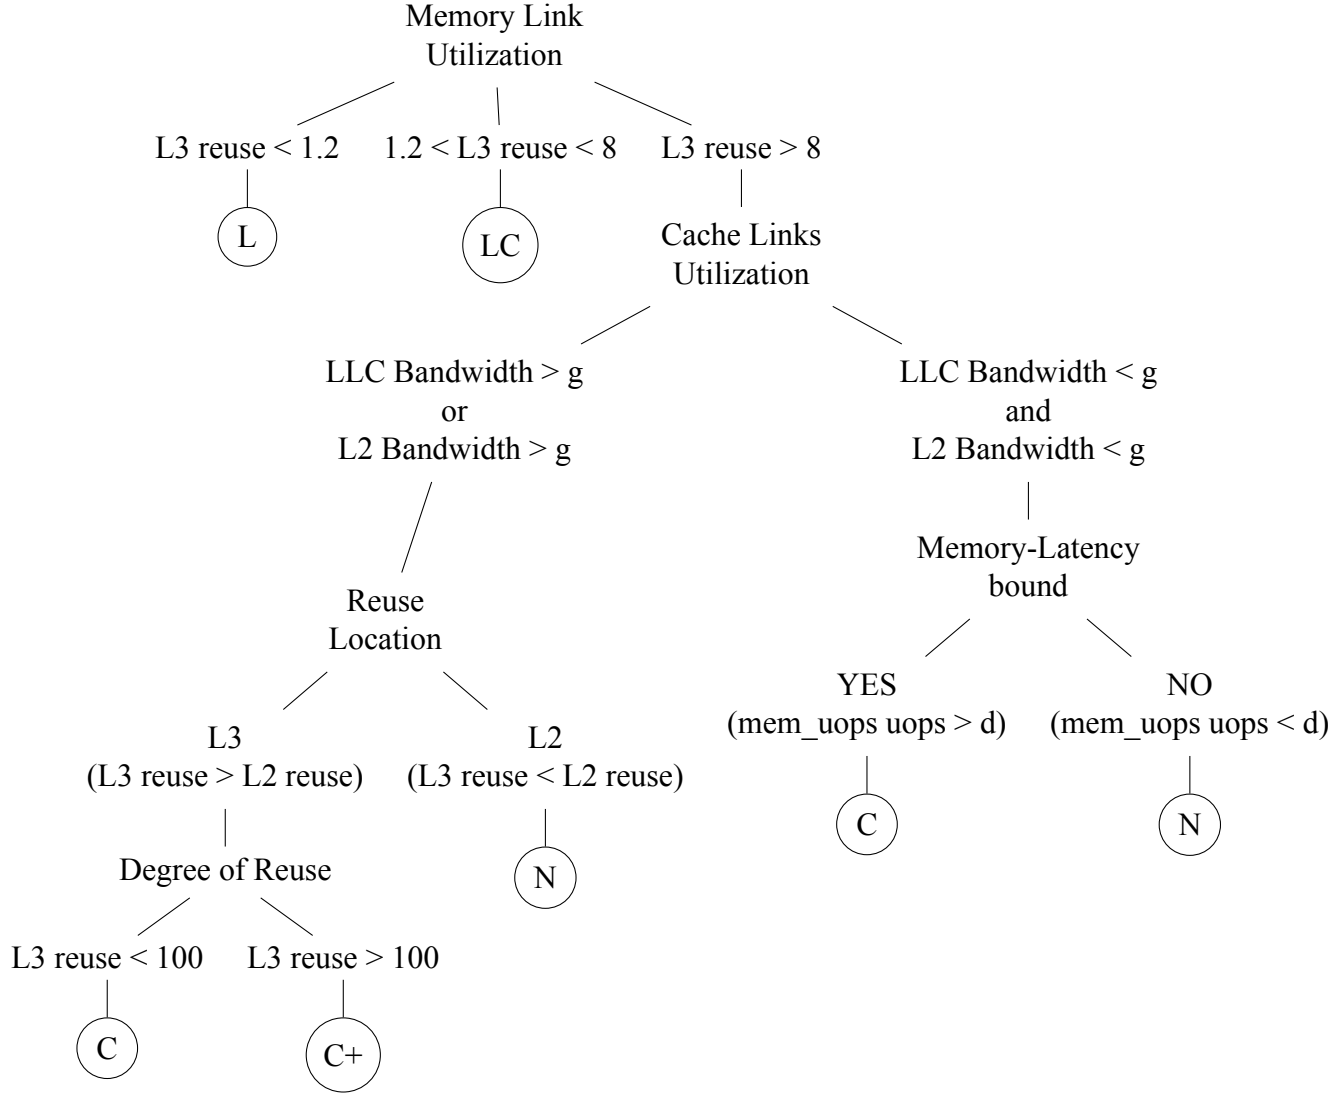 Memory Link
Utilization
L3 reuse < 1.2
1.2 < L3 reuse < 8
L3 reuse > 8
L
LC
Cache Links
Utilization
LLC Bandwidth > g
or
L2 Bandwidth > g
LLC Bandwidth < g
and
L2 Bandwidth < g
Memory-Latency
bound
Reuse
Location
YES
(mem_uops uops > d)
NO
(mem_uops uops < d)
L3
(L3 reuse > L2 reuse)
L2
(L3 reuse < L2 reuse)
C
N
Degree of Reuse
N
L3 reuse < 100
L3 reuse > 100
C
C+